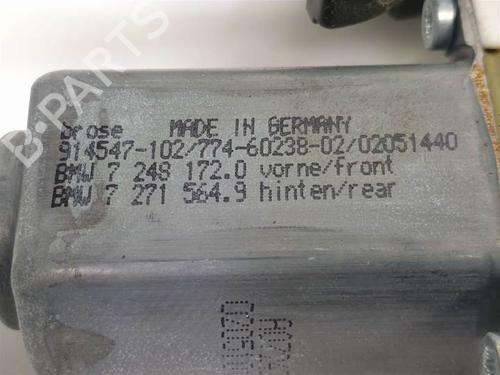 brose MADE IN GERMANY
914547-102/774-60238-02/02051440
BMW 7 248 172.0 vorne/front
BMW 7 271 564.9 hinten/rear
B-PARTS